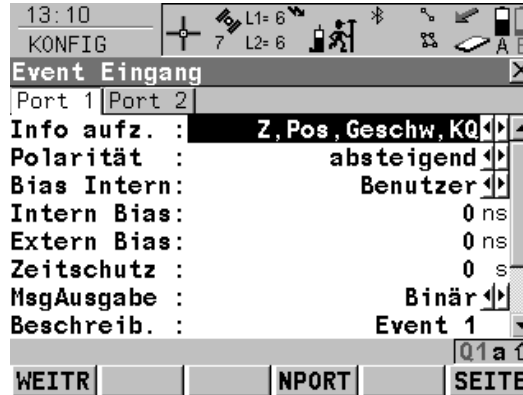 13:10
KONFIG
7 L1= 6
L2= 6
A B
Event Eingang
Port 1 Port 2
Info aufz. : Z,Pos,Geschw,KQ
Polarität : absteigend
Bias Intern: Benutzer
Intern Bias: 0 ns
Extern Bias: 0 ns
Zeitschutz : 0 s
MsgAusgabe : Binär
Beschreib. : Event 1
Q1 a
WEITR NPORT SEITE